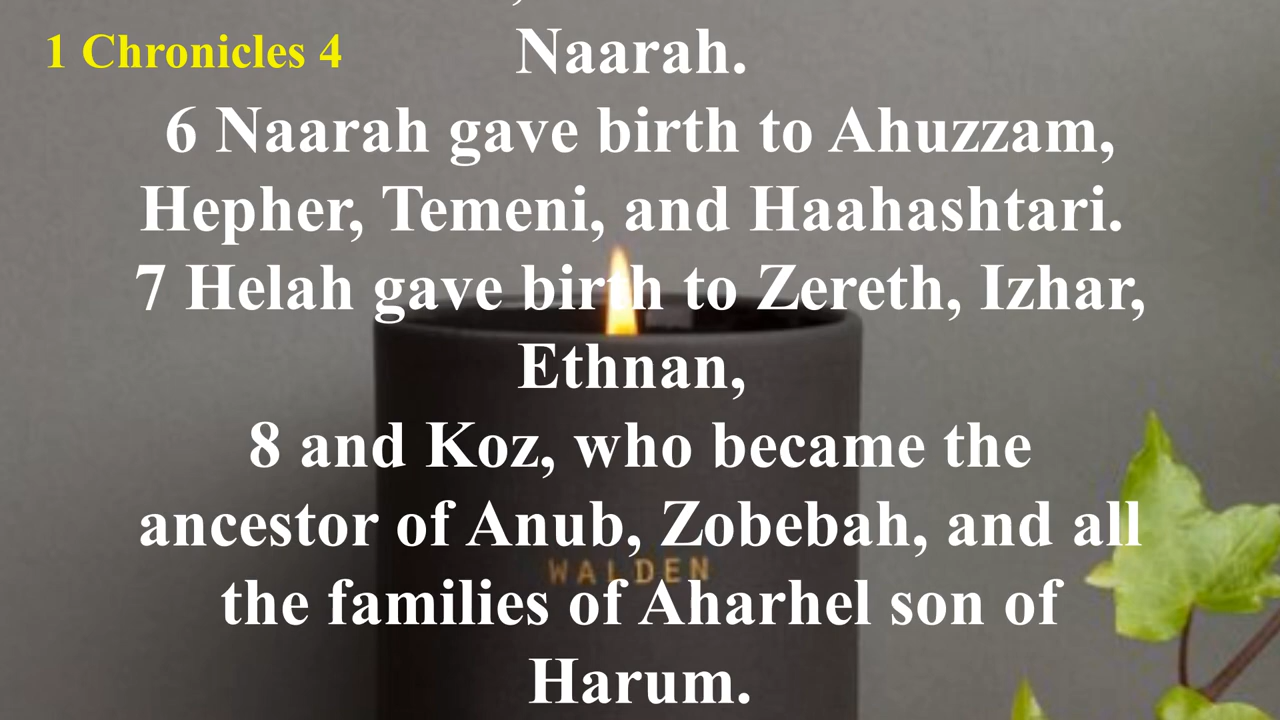 1 Chronicles 4
Naarah.
6 Naarah gave birth to Ahuzzam,
Hepher, Temeni, and Haahashtari.
7 Helah gave birth to Zereth, Izhar,
Ethnan,
8 and Koz, who became the
ancestor of Anub, Zobebah, and all
WALDEN
the families of Aharhel son of
Harum.